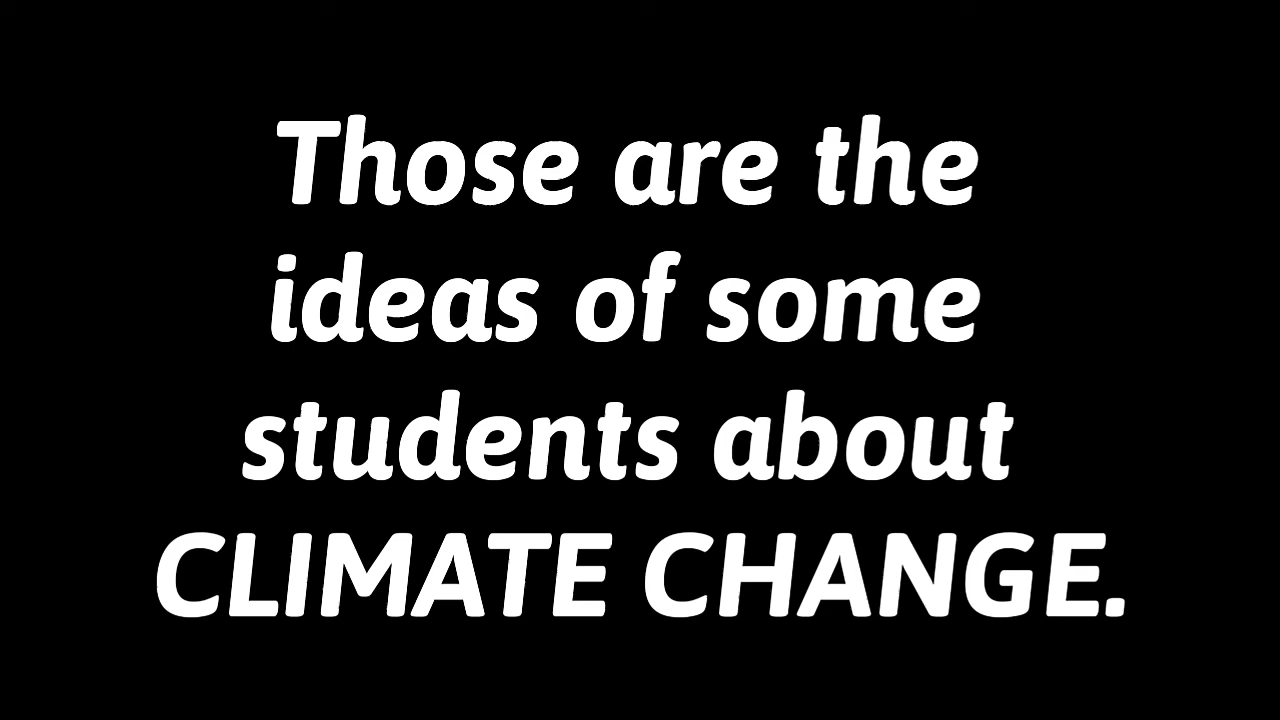 Those are the
ideas of some
students about
CLIMATE CHANGE.